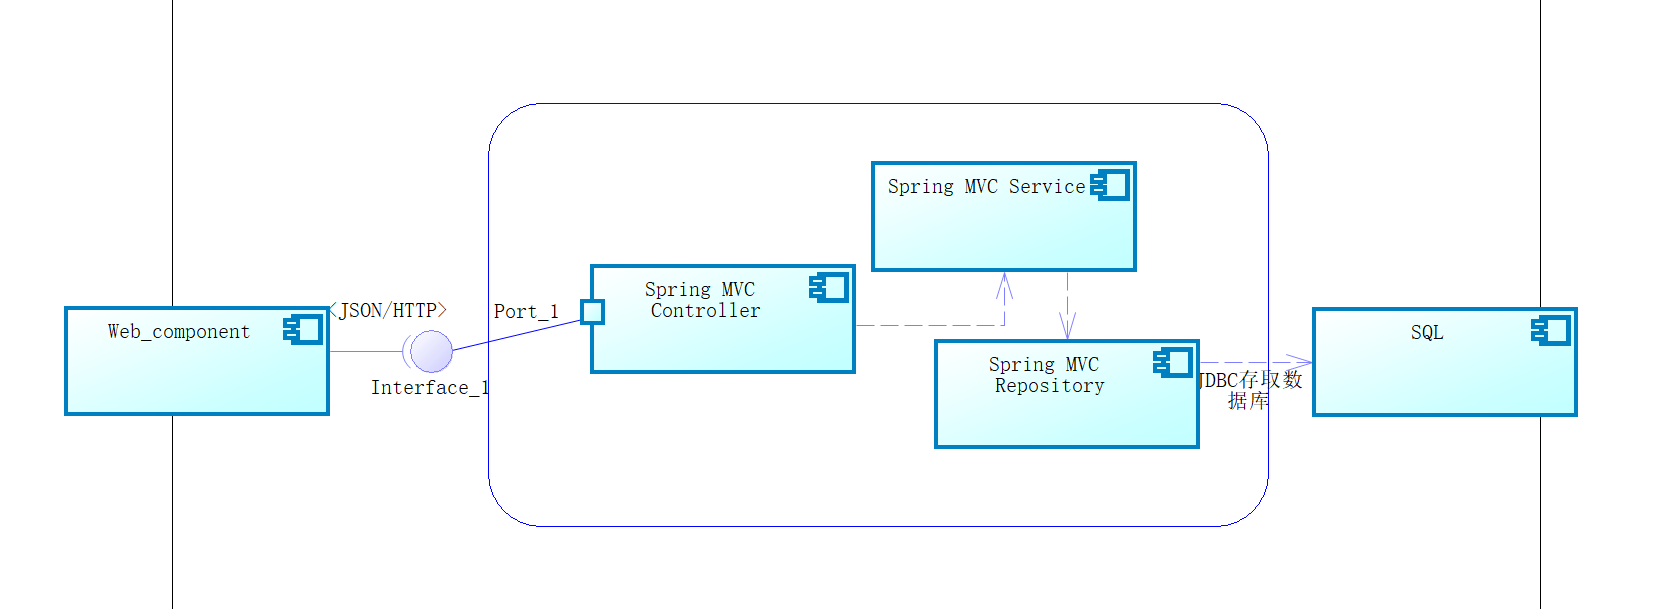 Web_component
<JSON/HTTP>
Interface_1
Port_1
Spring MVC
Controller
Spring MVC Service
Spring MVC
Repository
JDBC存取数
据库
SQL